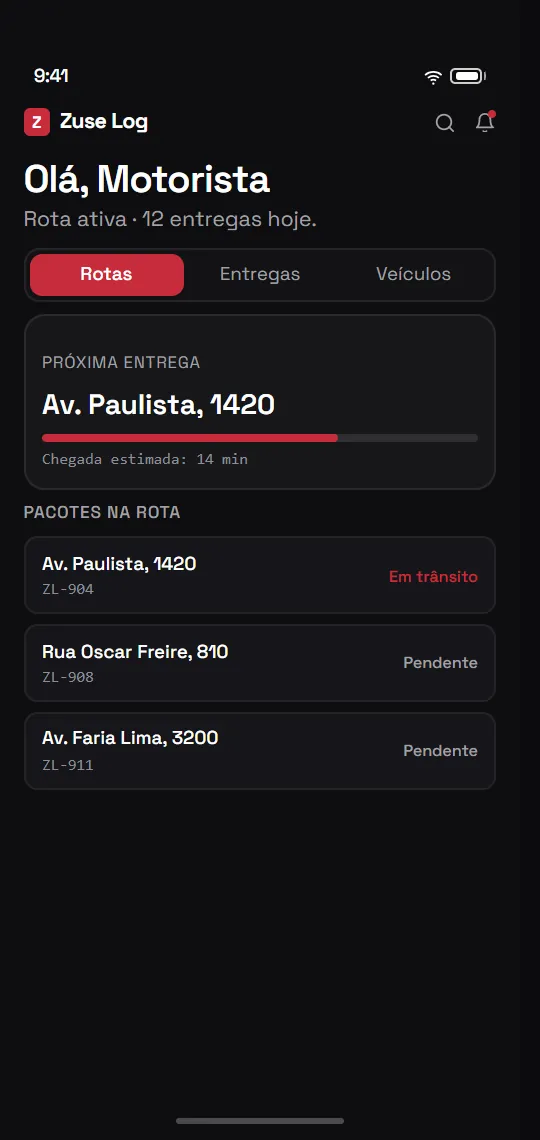 9:41
Z Zuse Log
Olá, Motorista
Rota ativa · 12 entregas hoje.
Rotas Entregas Veículos
PRÓXIMA ENTREGA
Av. Paulista, 1420
Chegada estimada: 14 min
PACOTES NA ROTA
Av. Paulista, 1420
ZL-904
Em trânsito
Rua Oscar Freire, 810
ZL-908
Pendente
Av. Faria Lima, 3200
ZL-911
Pendente